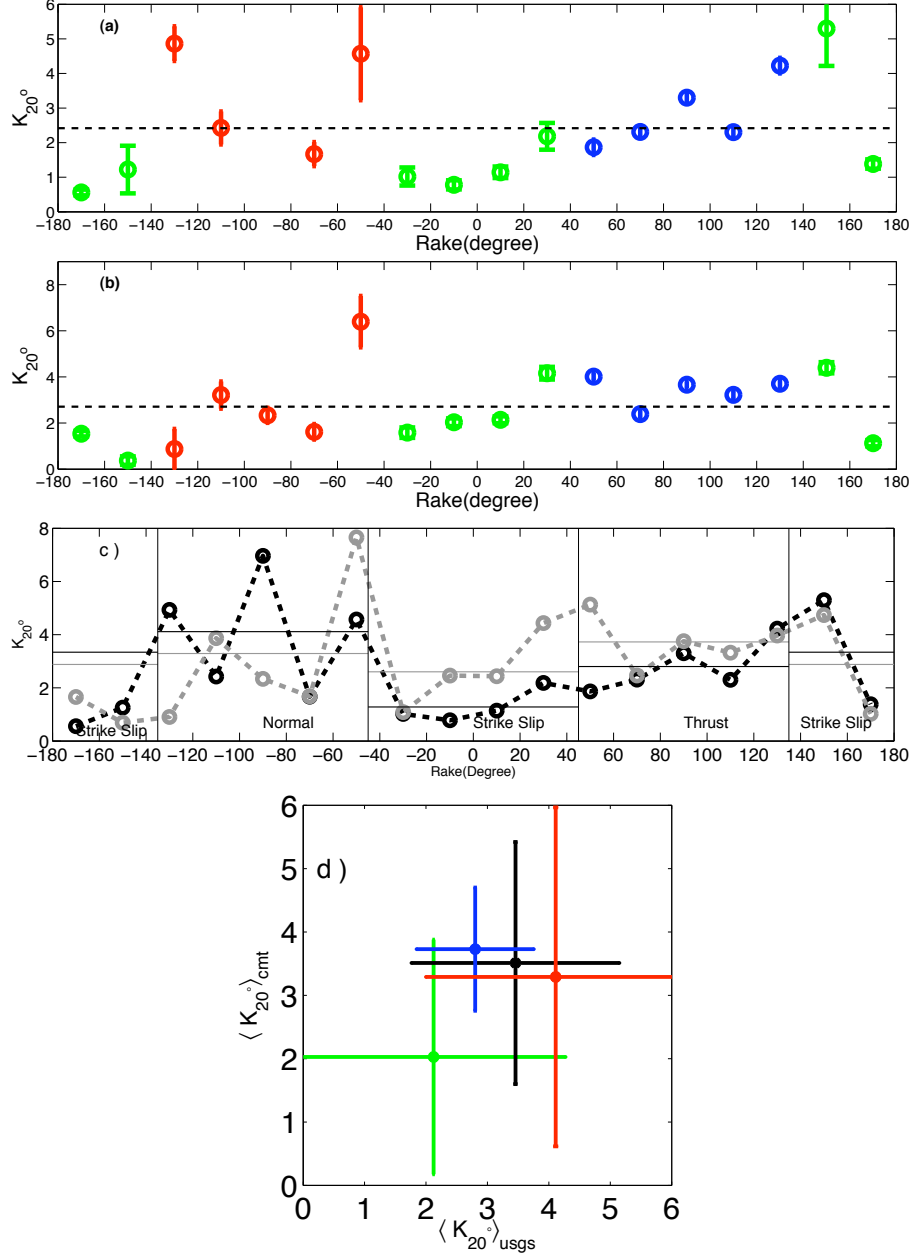 (a)
K20°
6
5
4
3
2
1
0
−180 −160 −140 −120 −100 −80 −60 −40 −20 0 20 40 60 80 100 120 140 160 180
Rake(degree)
(b)
K20°
8
6
4
2
0
−180 −160 −140 −120 −100 −80 −60 −40 −20 0 20 40 60 80 100 120 140 160 180
Rake(degree)
c )
K20°
8
6
4
2
0
Strike Slip Normal Strike Slip Thrust Strike Slip
−180 −160 −140 −120 −100 −80 −60 −40 −20 0 20 40 60 80 100 120 140 160 180
Rake(Degree)
d )
⟨ K20° ⟩cmt
6
5
4
3
2
1
0
0 1 2 3 4 5 6
⟨ K20° ⟩usgs